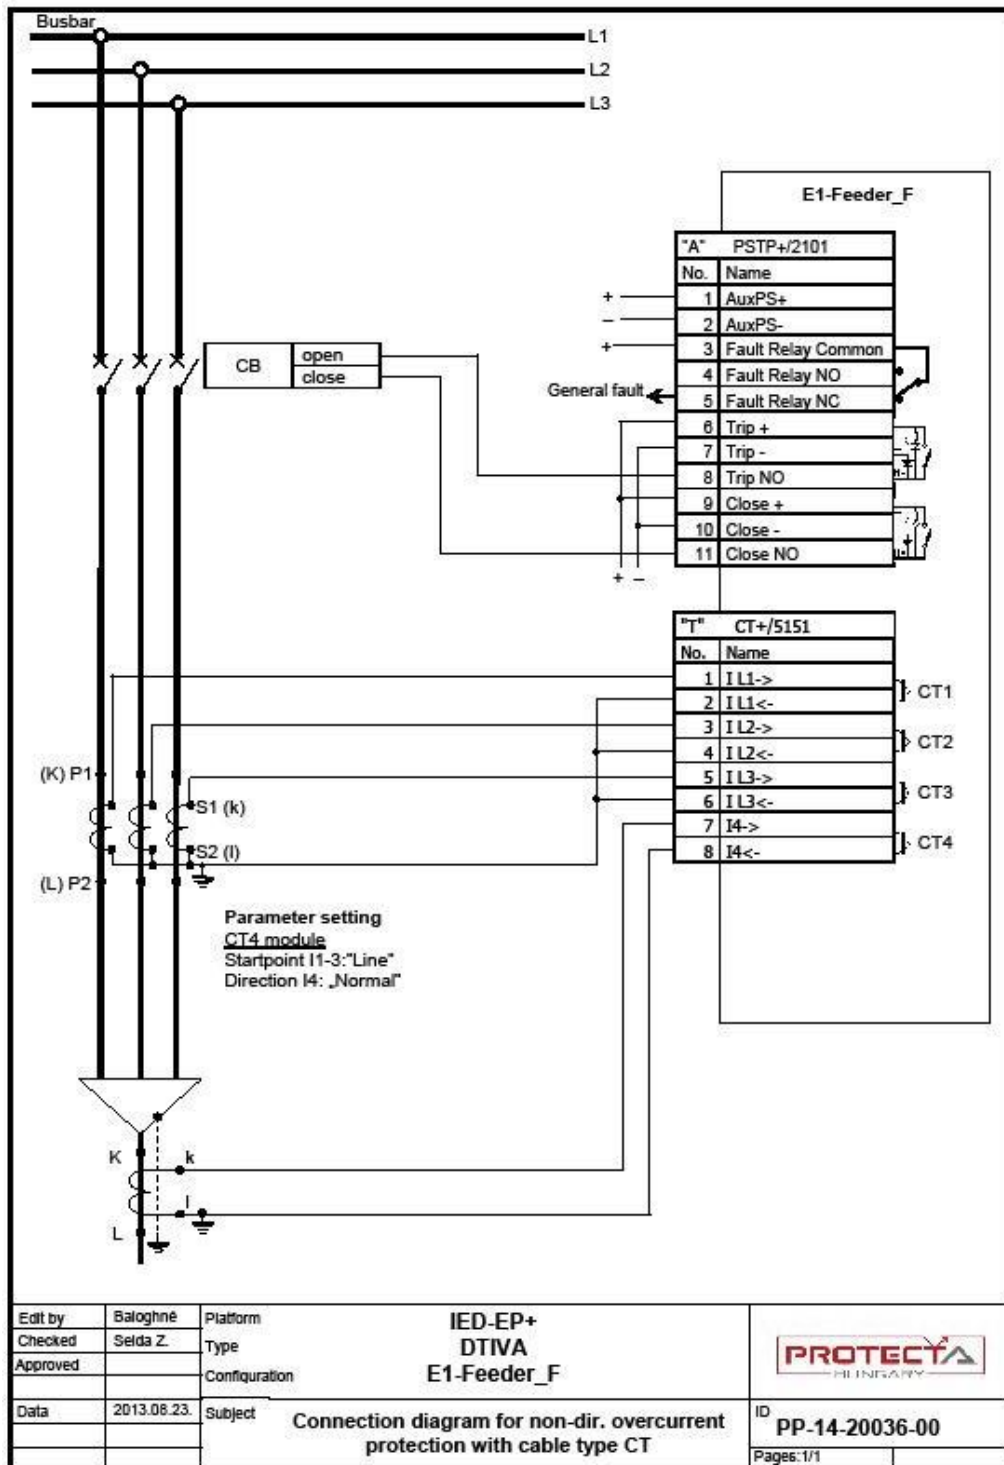 Busbar
L1
L2
L3
E1-Feeder_F
"A" PSTP+/2101
No. Name
+ 1 AuxPS+
– 2 AuxPS-
+ 3 Fault Relay Common
4 Fault Relay NO
General fault 5 Fault Relay NC
6 Trip +
7 Trip -
8 Trip NO
9 Close +
10 Close -
11 Close NO
+ –
CB open
close
"T" CT+/5151
No. Name
1 I L1->
2 I L1<-
CT1
3 I L2->
4 I L2<-
CT2
5 I L3->
6 I L3<-
CT3
7 I4->
8 I4<-
CT4
(K) P1
S1 (k)
S2 (l)
(L) P2
Parameter setting
CT4 module
Startpoint I1-3:"Line"
Direction I4: „Normal"
K k
l
L
Edit by Baloghné
Checked Selda Z.
Approved
Data 2013.08.23.
Platform IED-EP+
Type DTIVA
Configuration E1-Feeder_F
Subject Connection diagram for non-dir. overcurrent
protection with cable type CT
PROTECTA
HUNGARY
ID
PP-14-20036-00
Pages:1/1